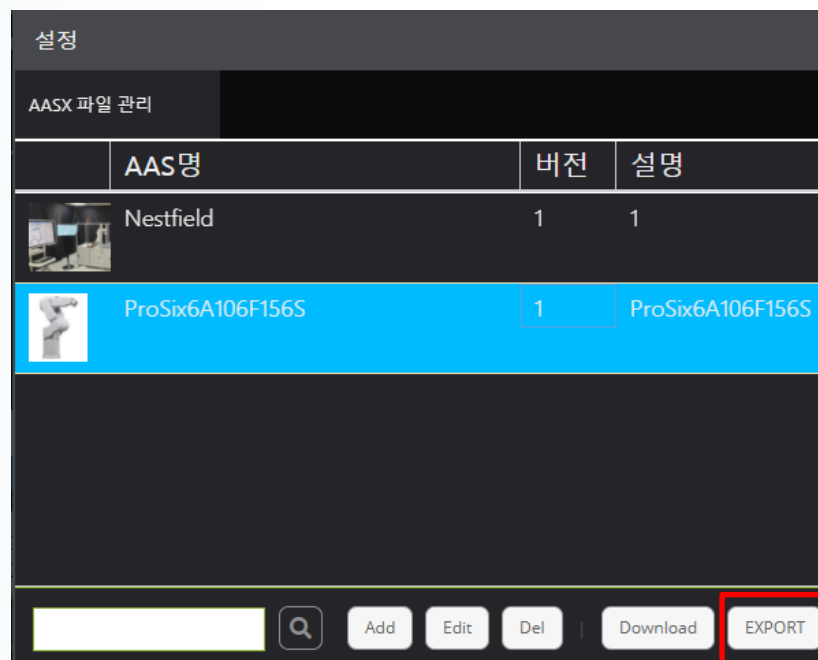 설정
AASX 파일 관리
AAS명 버전 설명
Nestfield 1 1
ProSix6A106F156S 1 ProSix6A106F156S
Add Edit Del | Download EXPORT